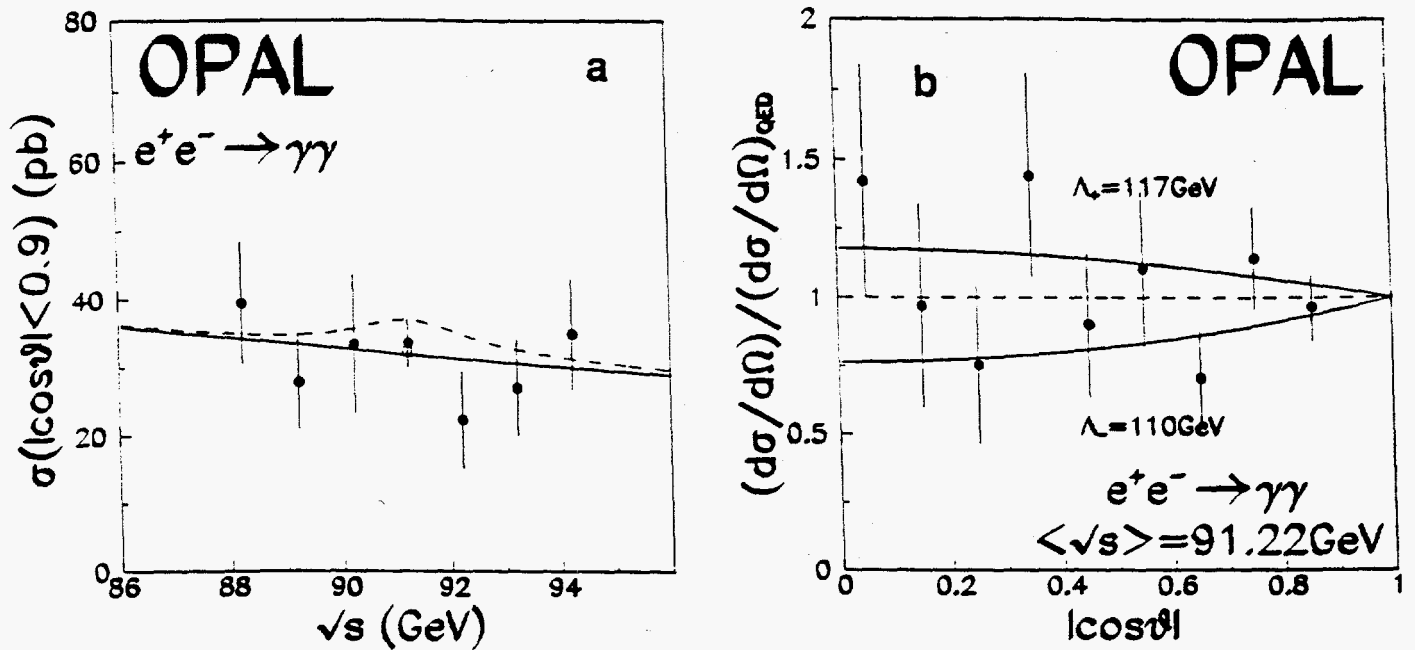 OPAL
a
e⁺e⁻ → γγ
σ(|cosϑ|<0.9) (pb)
80
60
40
20
0
86
88
90
92
94
√s (GeV)
OPAL
b
(dσ/dΩ)/(dσ/dΩ)QED
2
1.5
1
0.5
0
Λ₊=117GeV
Λ₋=110GeV
e⁺e⁻ → γγ
<√s>=91.22GeV
0
0.2
0.4
0.6
0.8
1
|cosϑ|